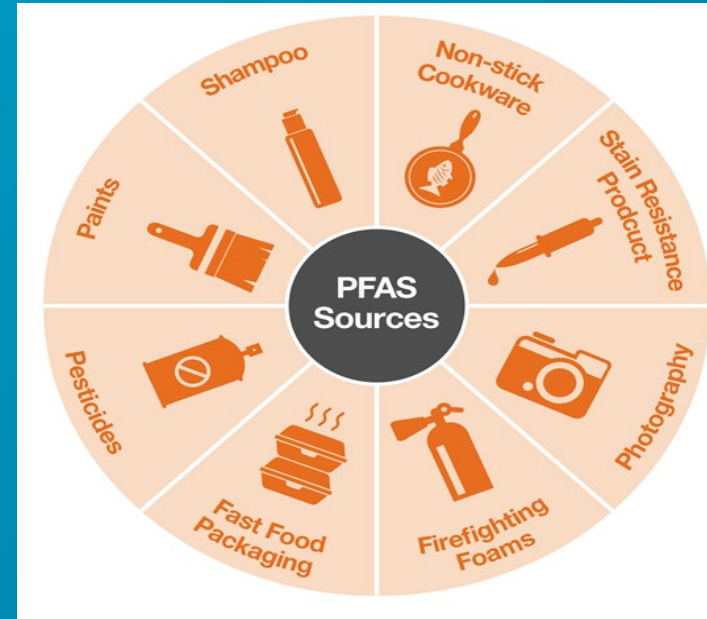 PFAS
Sources
Non-stick
Cookware
Stain Resistance
Prodcuct
Photography
Firefighting
Foams
Fast Food
Packaging
Pesticides
Paints
Shampoo